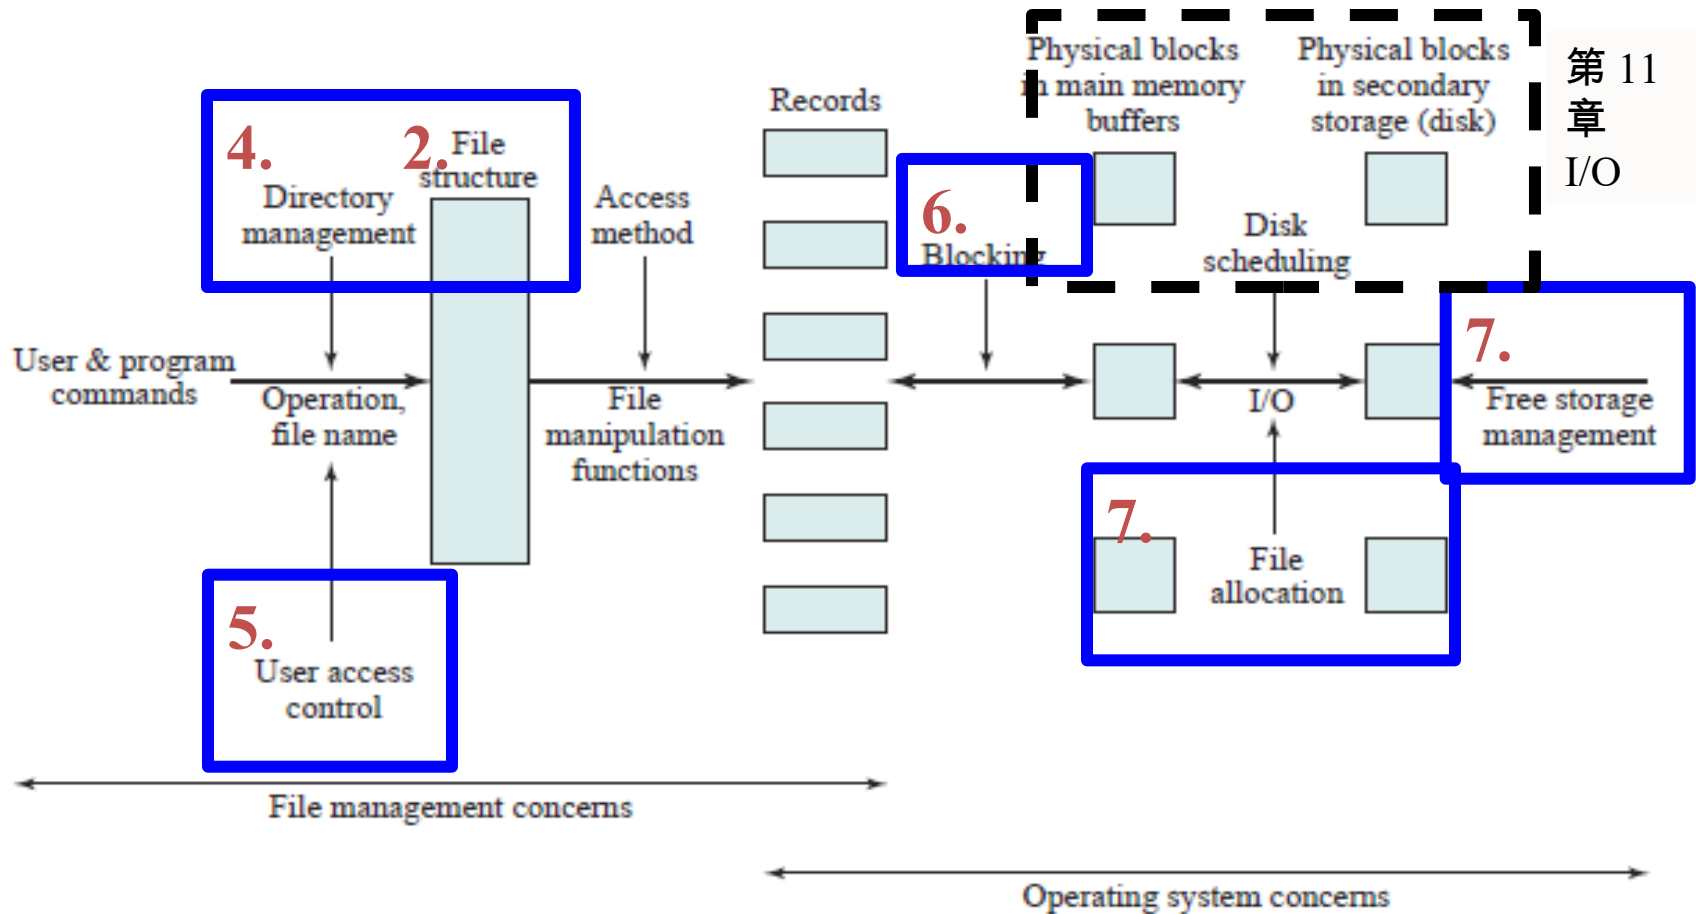 Physical blocks
in main memory
buffers
Physical blocks
in secondary
storage (disk)
第 11
章
I/O
Records
4.
2.
File
structure
Directory
management
Access
method
6.
Blocking
Disk
scheduling
7.
User & program
commands
Operation,
file name
File
manipulation
functions
I/O
Free storage
management
7.
File
allocation
5.
User access
control
File management concerns
Operating system concerns